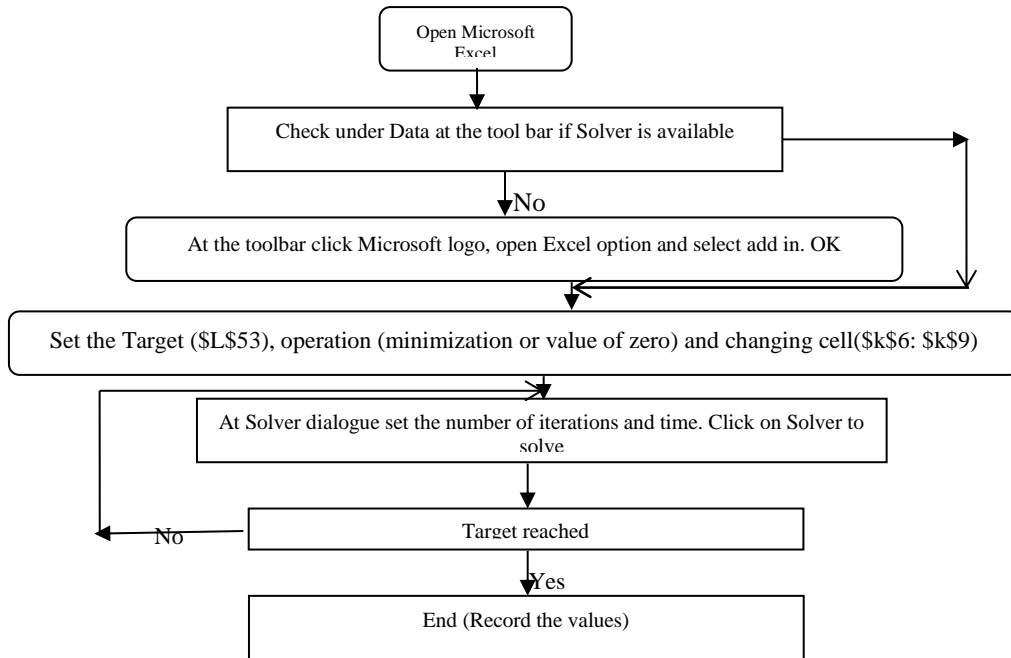 Open Microsoft
Excel
Check under Data at the tool bar if Solver is available
No
At the toolbar click Microsoft logo, open Excel option and select add in. OK
Set the Target ($L$53), operation (minimization or value of zero) and changing cell($k$6: $k$9)
At Solver dialogue set the number of iterations and time. Click on Solver to
solve
Target reached
No
Yes
End (Record the values)